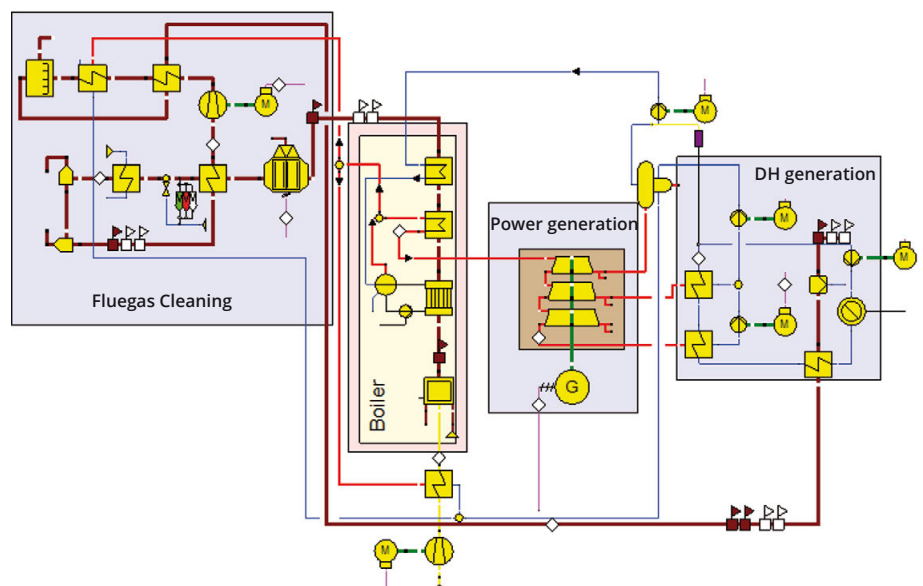 M
M
DH generation
Power generation
M
M
Fluegas Cleaning
M
G
Boiler
M